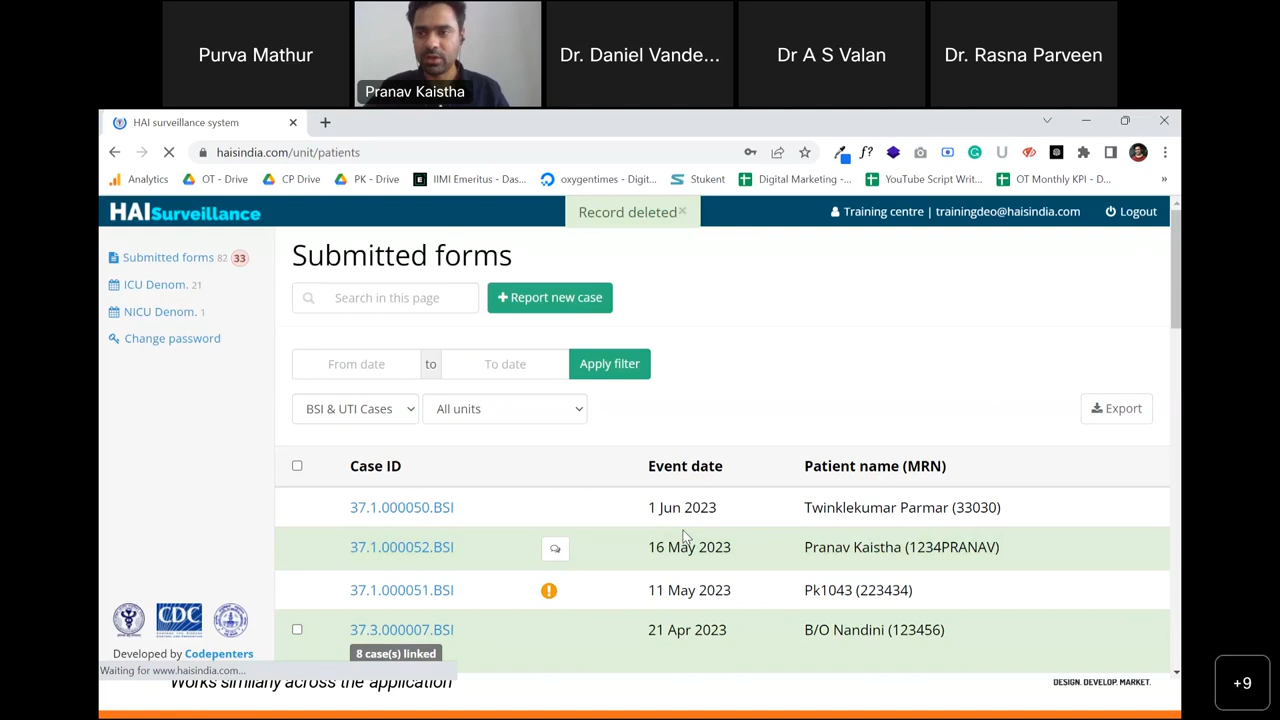 Purva Mathur
Pranav Kaistha
Dr. Daniel Vande...
Dr A S Valan
Dr. Rasna Parveen
HAI surveillance system
haisindia.com/unit/patients
f?
Analytics
OT - Drive
CP Drive
PK - Drive
IIMI Emeritus - Das...
oxygentimes - Digit...
Stukent
Digital Marketing -...
YouTube Script Writ...
OT Monthly KPI - D...
»
HAISurveillance
Record deleted×
Training centre | trainingdeo@haisindia.com
Logout
Submitted forms 82 33
ICU Denom. 21
NICU Denom. 1
Change password
Submitted forms
Search in this page
+ Report new case
From date
to
To date
Apply filter
BSI & UTI Cases
All units
Export
Case ID
Event date
Patient name (MRN)
37.1.000050.BSI
1 Jun 2023
Twinklekumar Parmar (33030)
37.1.000052.BSI
16 May 2023
Pranav Kaistha (1234PRANAV)
37.1.000051.BSI
11 May 2023
Pk1043 (223434)
37.3.000007.BSI
21 Apr 2023
B/O Nandini (123456)
8 case(s) linked
CDC
Developed by Codepenters
Waiting for www.haisindia.com...
Works similarly across the application
DESIGN. DEVELOP. MARKET.
+9